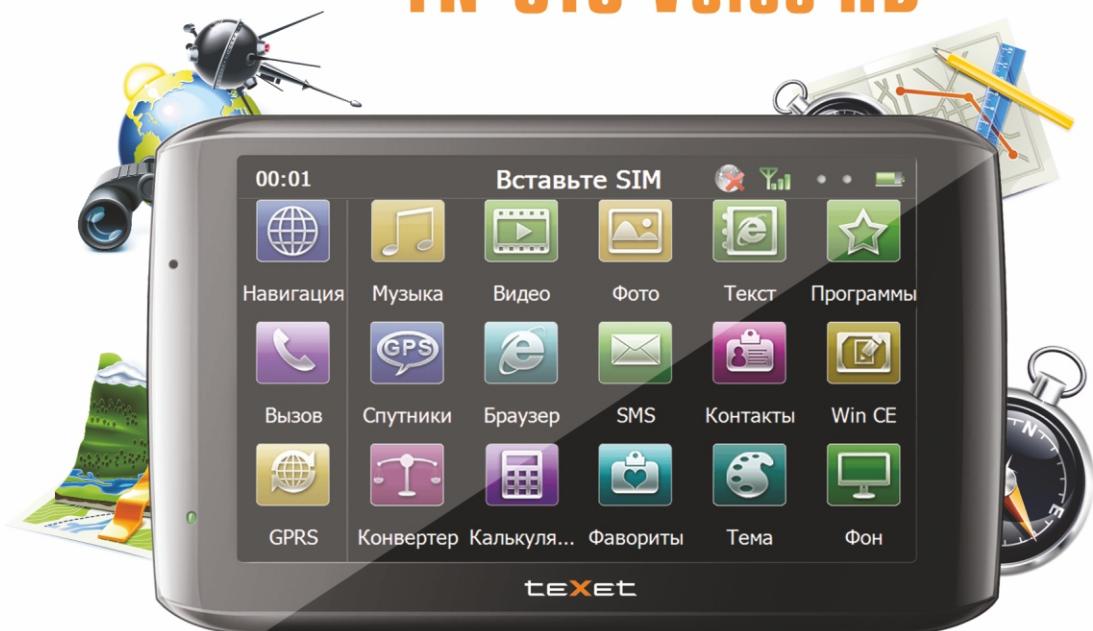 00:01 Вставьте SIM
Навигация Музыка Видео Фото Текст Программы
GPS
Вызов Спутники Браузер SMS Контакты Win CE
GPRS Конвертер Калькуля... Фавориты Тема Фон
N
E
teXet